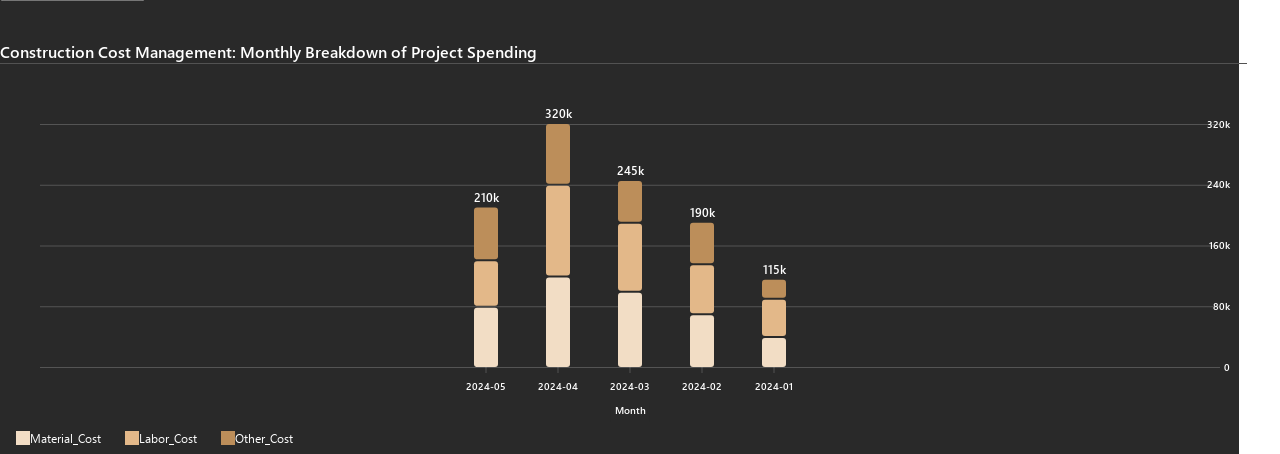 Construction Cost Management: Monthly Breakdown of Project Spending
320k
245k
210k
190k
115k
320k
240k
160k
80k
0
2024-05 2024-04 2024-03 2024-02 2024-01
Month
Material_Cost Labor_Cost Other_Cost